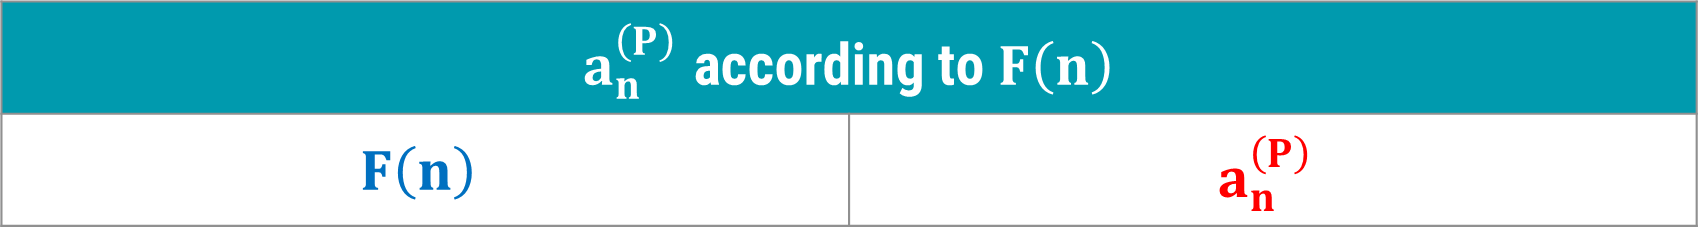 a_n^(P) according to F(n)
F(n) a_n^(P)